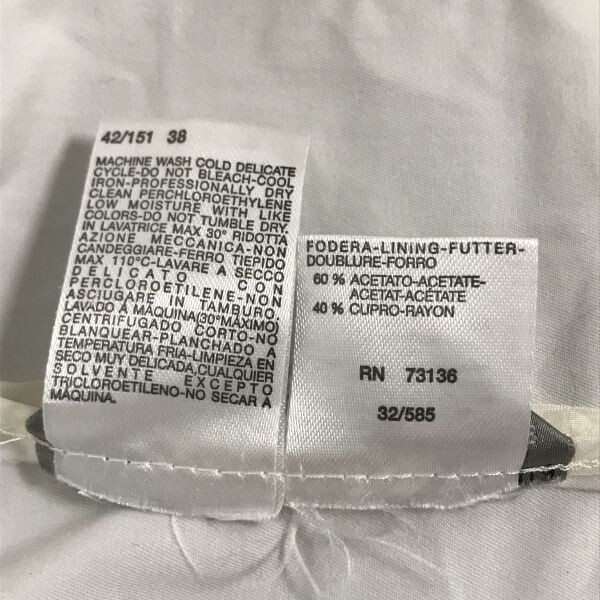 42/151 38
MACHINE WASH COLD DELICATE
CYCLE-DO NOT BLEACH-COOL
IRON-PROFESSIONALLY DRY
CLEAN PERCHLOROETHYLENE
LOW MOISTURE WITH LIKE
COLORS-DO NOT TUMBLE DRY.
IN LAVATRICE MAX 30° RIDOTTA
AZIONE MECCANICA-NON
CANDEGGIARE-FERRO TIEPIDO
MAX 110°C-LAVARE A SECCO
DELICATO CON
PERCLOROETILENE-NON
ASCIUGARE IN TAMBURO.
LAVADO A MAQUINA(30°MAXIMO)
CENTRIFUGADO CORTO-NO
BLANQUEAR-PLANCHADO A
TEMPERATURA FRIA-LIMPIEZA EN
SECO MUY DELICADA,CUALQUIER
SOLVENTE EXCEPTO
TRICLOROETILENO-NO SECAR A
MÁQUINA.
FODERA-LINING-FUTTER-
DOUBLURE-FORRO
60 % ACETATO-ACETATE-
ACETAT-ACÉTATE
40 % CUPRO-RAYON
RN 73136
32/585